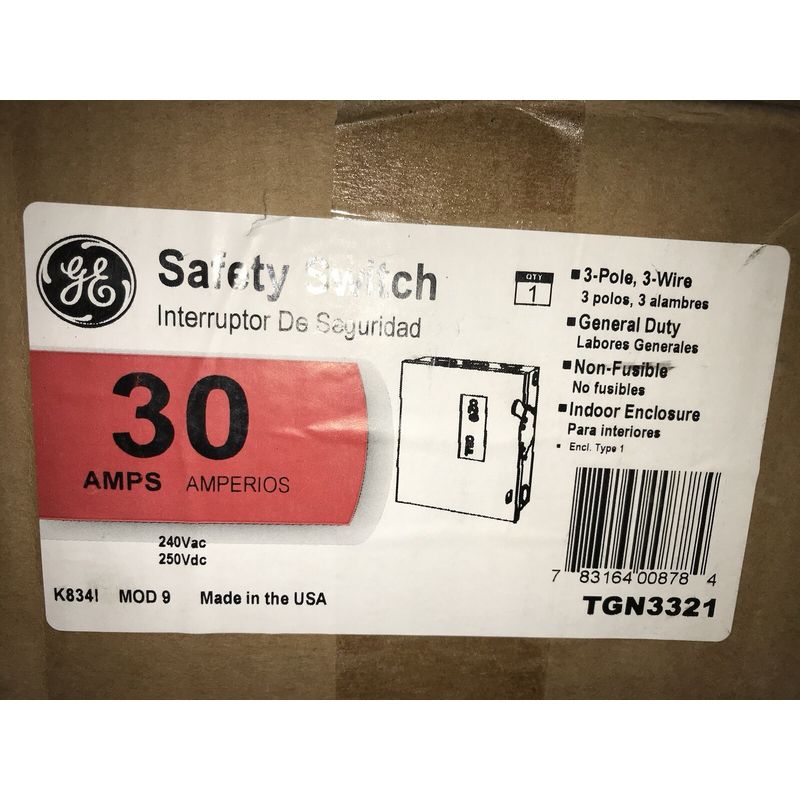 GE
Safety Switch
Interruptor De Seguridad
QTY
1
3-Pole, 3-Wire
3 polos, 3 alambres
General Duty
Labores Generales
Non-Fusible
No fusibles
Indoor Enclosure
Para interiores
Encl. Type 1
30
AMPS AMPERIOS
240Vac
250Vdc
K834I MOD 9 Made in the USA
7 83164 00878 4
TGN3321